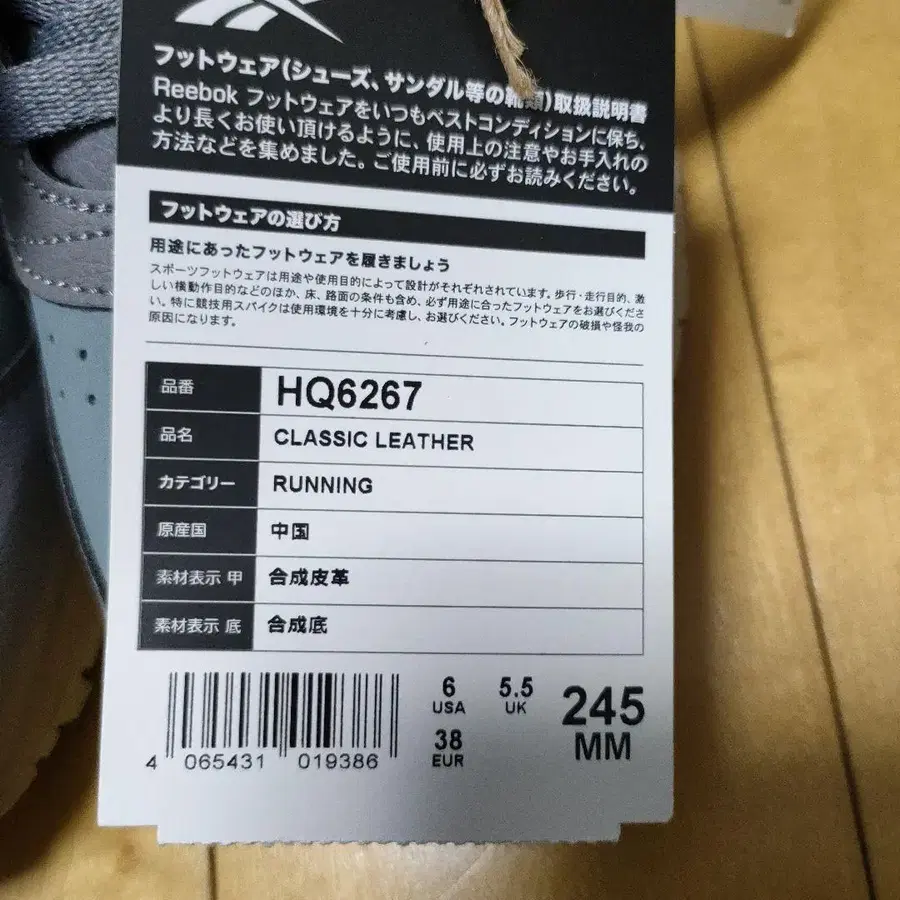 フットウェア(シューズ、サンダル等の靴類)取扱説明書
Reebok フットウェアをいつもベストコンディションに保ち、
より長くお使い頂けるように、使用上の注意やお手入れの
方法などを集めました。ご使用前に必ずお読みください。
フットウェアの選び方
用途にあったフットウェアを履きましょう
スポーツフットウェアは用途や使用目的によって設計がそれぞれされています。歩行・走行目的、激
しい横動作目的などのほか、床、路面の条件も含め、必ず用途に合ったフットウェアをお選びくださ
い。特に競技用スパイクは使用環境を十分に考慮し、お選びください。フットウェアの破損や怪我の
原因になります。
品番 HQ6267
品名 CLASSIC LEATHER
カテゴリー RUNNING
原産国 中国
素材表示 甲 合成皮革
素材表示 底 合成底
6 5.5 245
USA UK MM
38
EUR
4 065431 019386